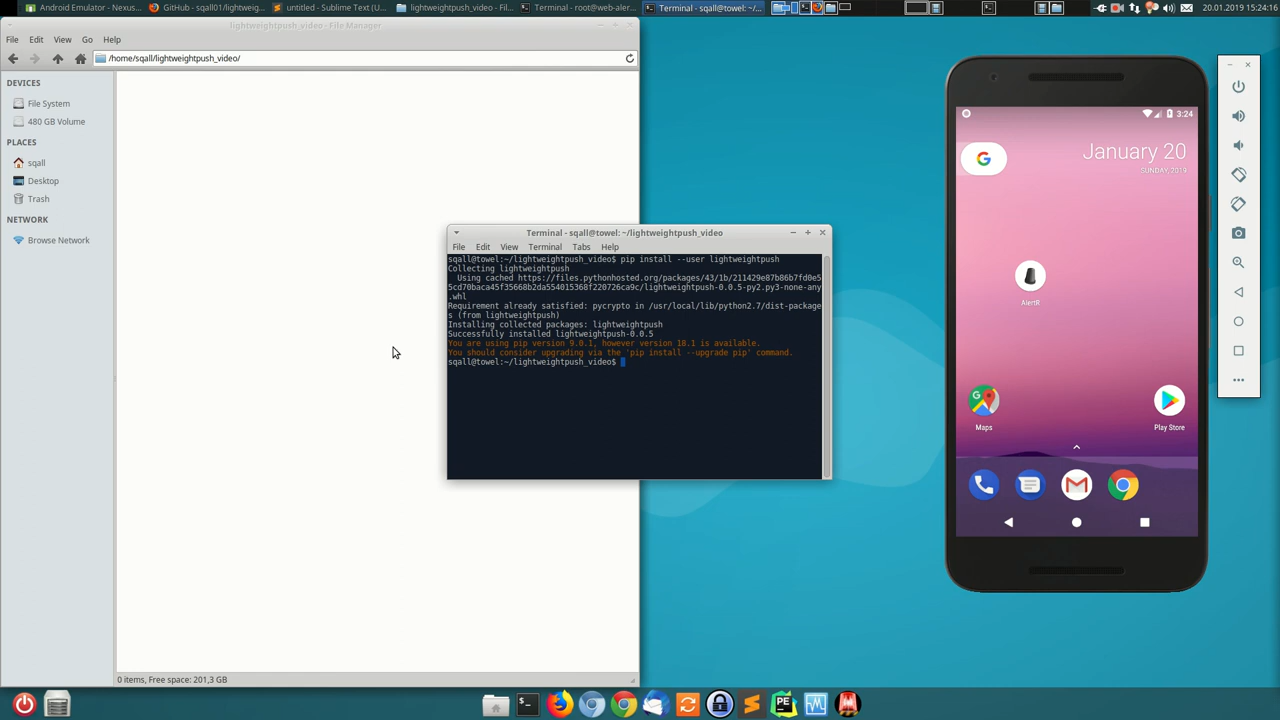 Android Emulator - Nexus...
GitHub - sqall01/lightweig...
untitled - Sublime Text (U...
lightweightpush_video - Fil...
Terminal - root@web-aler...
Terminal - sqall@towel: ~/...
20.01.2019 15:24:16
lightweightpush_video - File Manager
File Edit View Go Help
/home/sqall/lightweightpush_video/
DEVICES
File System
480 GB Volume
PLACES
sqall
Desktop
Trash
NETWORK
Browse Network
0 items, Free space: 201,3 GB
Terminal - sqall@towel: ~/lightweightpush_video
File Edit View Terminal Tabs Help
sqall@towel:~/lightweightpush_video$ pip install --user lightweightpush
Collecting lightweightpush
Using cached https://files.pythonhosted.org/packages/43/1b/211429e87b86b7fd0e5
5cd70baca45f35668b2da554015368f220726ca9c/lightweightpush-0.0.5-py2.py3-none-any
.whl
Requirement already satisfied: pycrypto in /usr/local/lib/python2.7/dist-package
s (from lightweightpush)
Installing collected packages: lightweightpush
Successfully installed lightweightpush-0.0.5
You are using pip version 9.0.1, however version 18.1 is available.
You should consider upgrading via the 'pip install --upgrade pip' command.
sqall@towel:~/lightweightpush_video$
3:24
January 20
SUNDAY, 2019
AlertR
Maps
Play Store